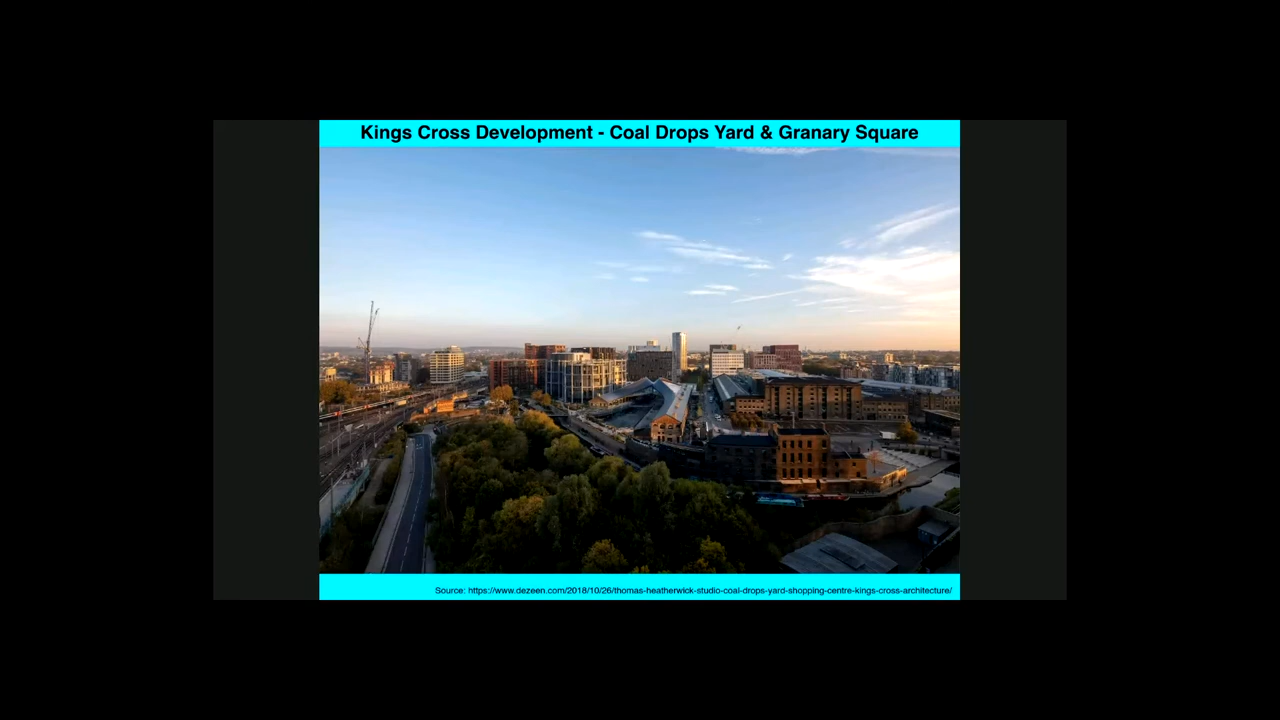 Kings Cross Development - Coal Drops Yard & Granary Square
Source: https://www.dezeen.com/2018/10/26/thomas-heatherwick-studio-coal-drops-yard-shopping-centre-kings-cross-architecture/